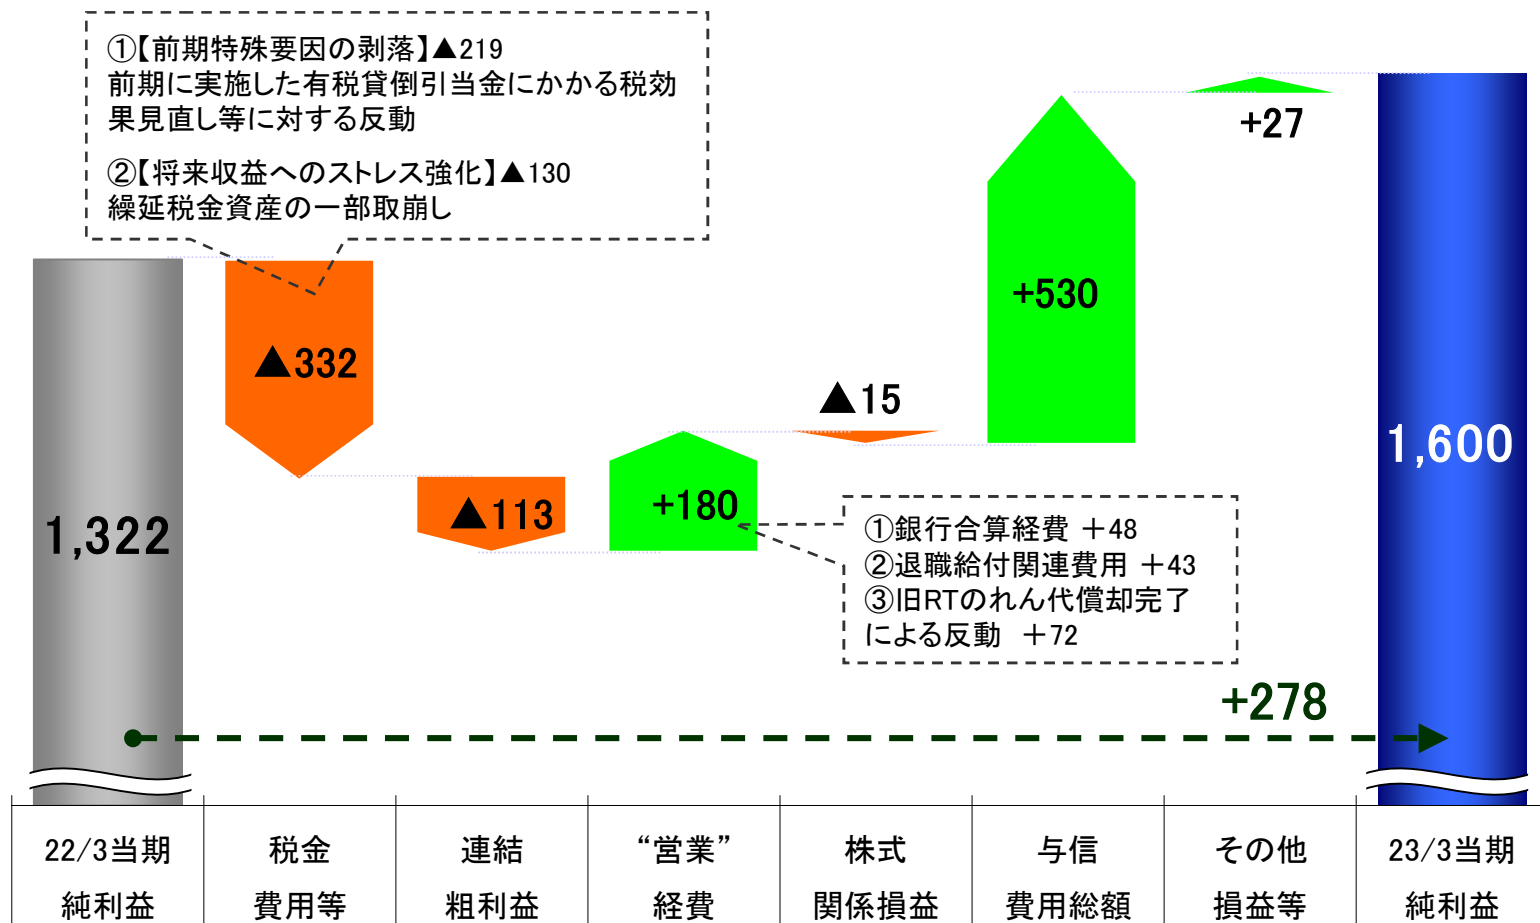 ①【前期特殊要因の剥落】▲219
前期に実施した有税貸倒引当金にかかる税効
果見直し等に対する反動
②【将来収益へのストレス強化】▲130
繰延税金資産の一部取崩し
+27
+530
▲332
▲15
1,600
▲113
+180
1,322
①銀行合算経費 +48
②退職給付関連費用 +43
③旧RTのれん代償却完了
による反動 +72
+278
22/3当期
純利益
税金
費用等
連結
粗利益
“営業”
経費
株式
関係損益
与信
費用総額
その他
損益等
23/3当期
純利益